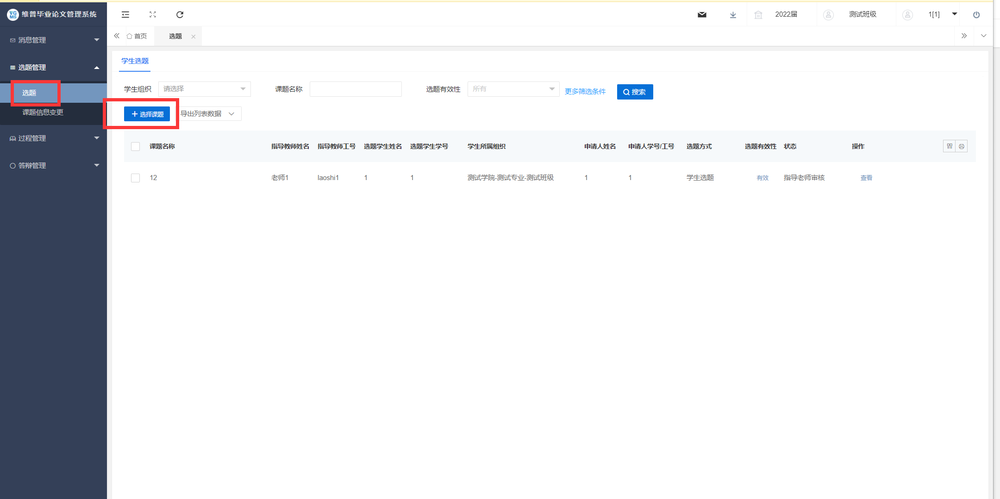 VG MS 维普毕业论文管理系统
2022届 测试班级 1[1]
消息管理
选题管理
选题
课题信息变更
过程管理
答辩管理
首页 选题
学生选题
学生组织 请选择 课题名称 选题有效性 所有 更多筛选条件 搜索
选择课题 导出列表数据
课题名称 指导教师姓名 指导教师工号 选题学生姓名 选题学生学号 学生所属组织 申请人姓名 申请人学号/工号 选题方式 选题有效性 状态 操作
12 老师1 laoshi1 1 1 测试学院-测试专业-测试班级 1 1 学生选题 有效 指导老师审核 查看